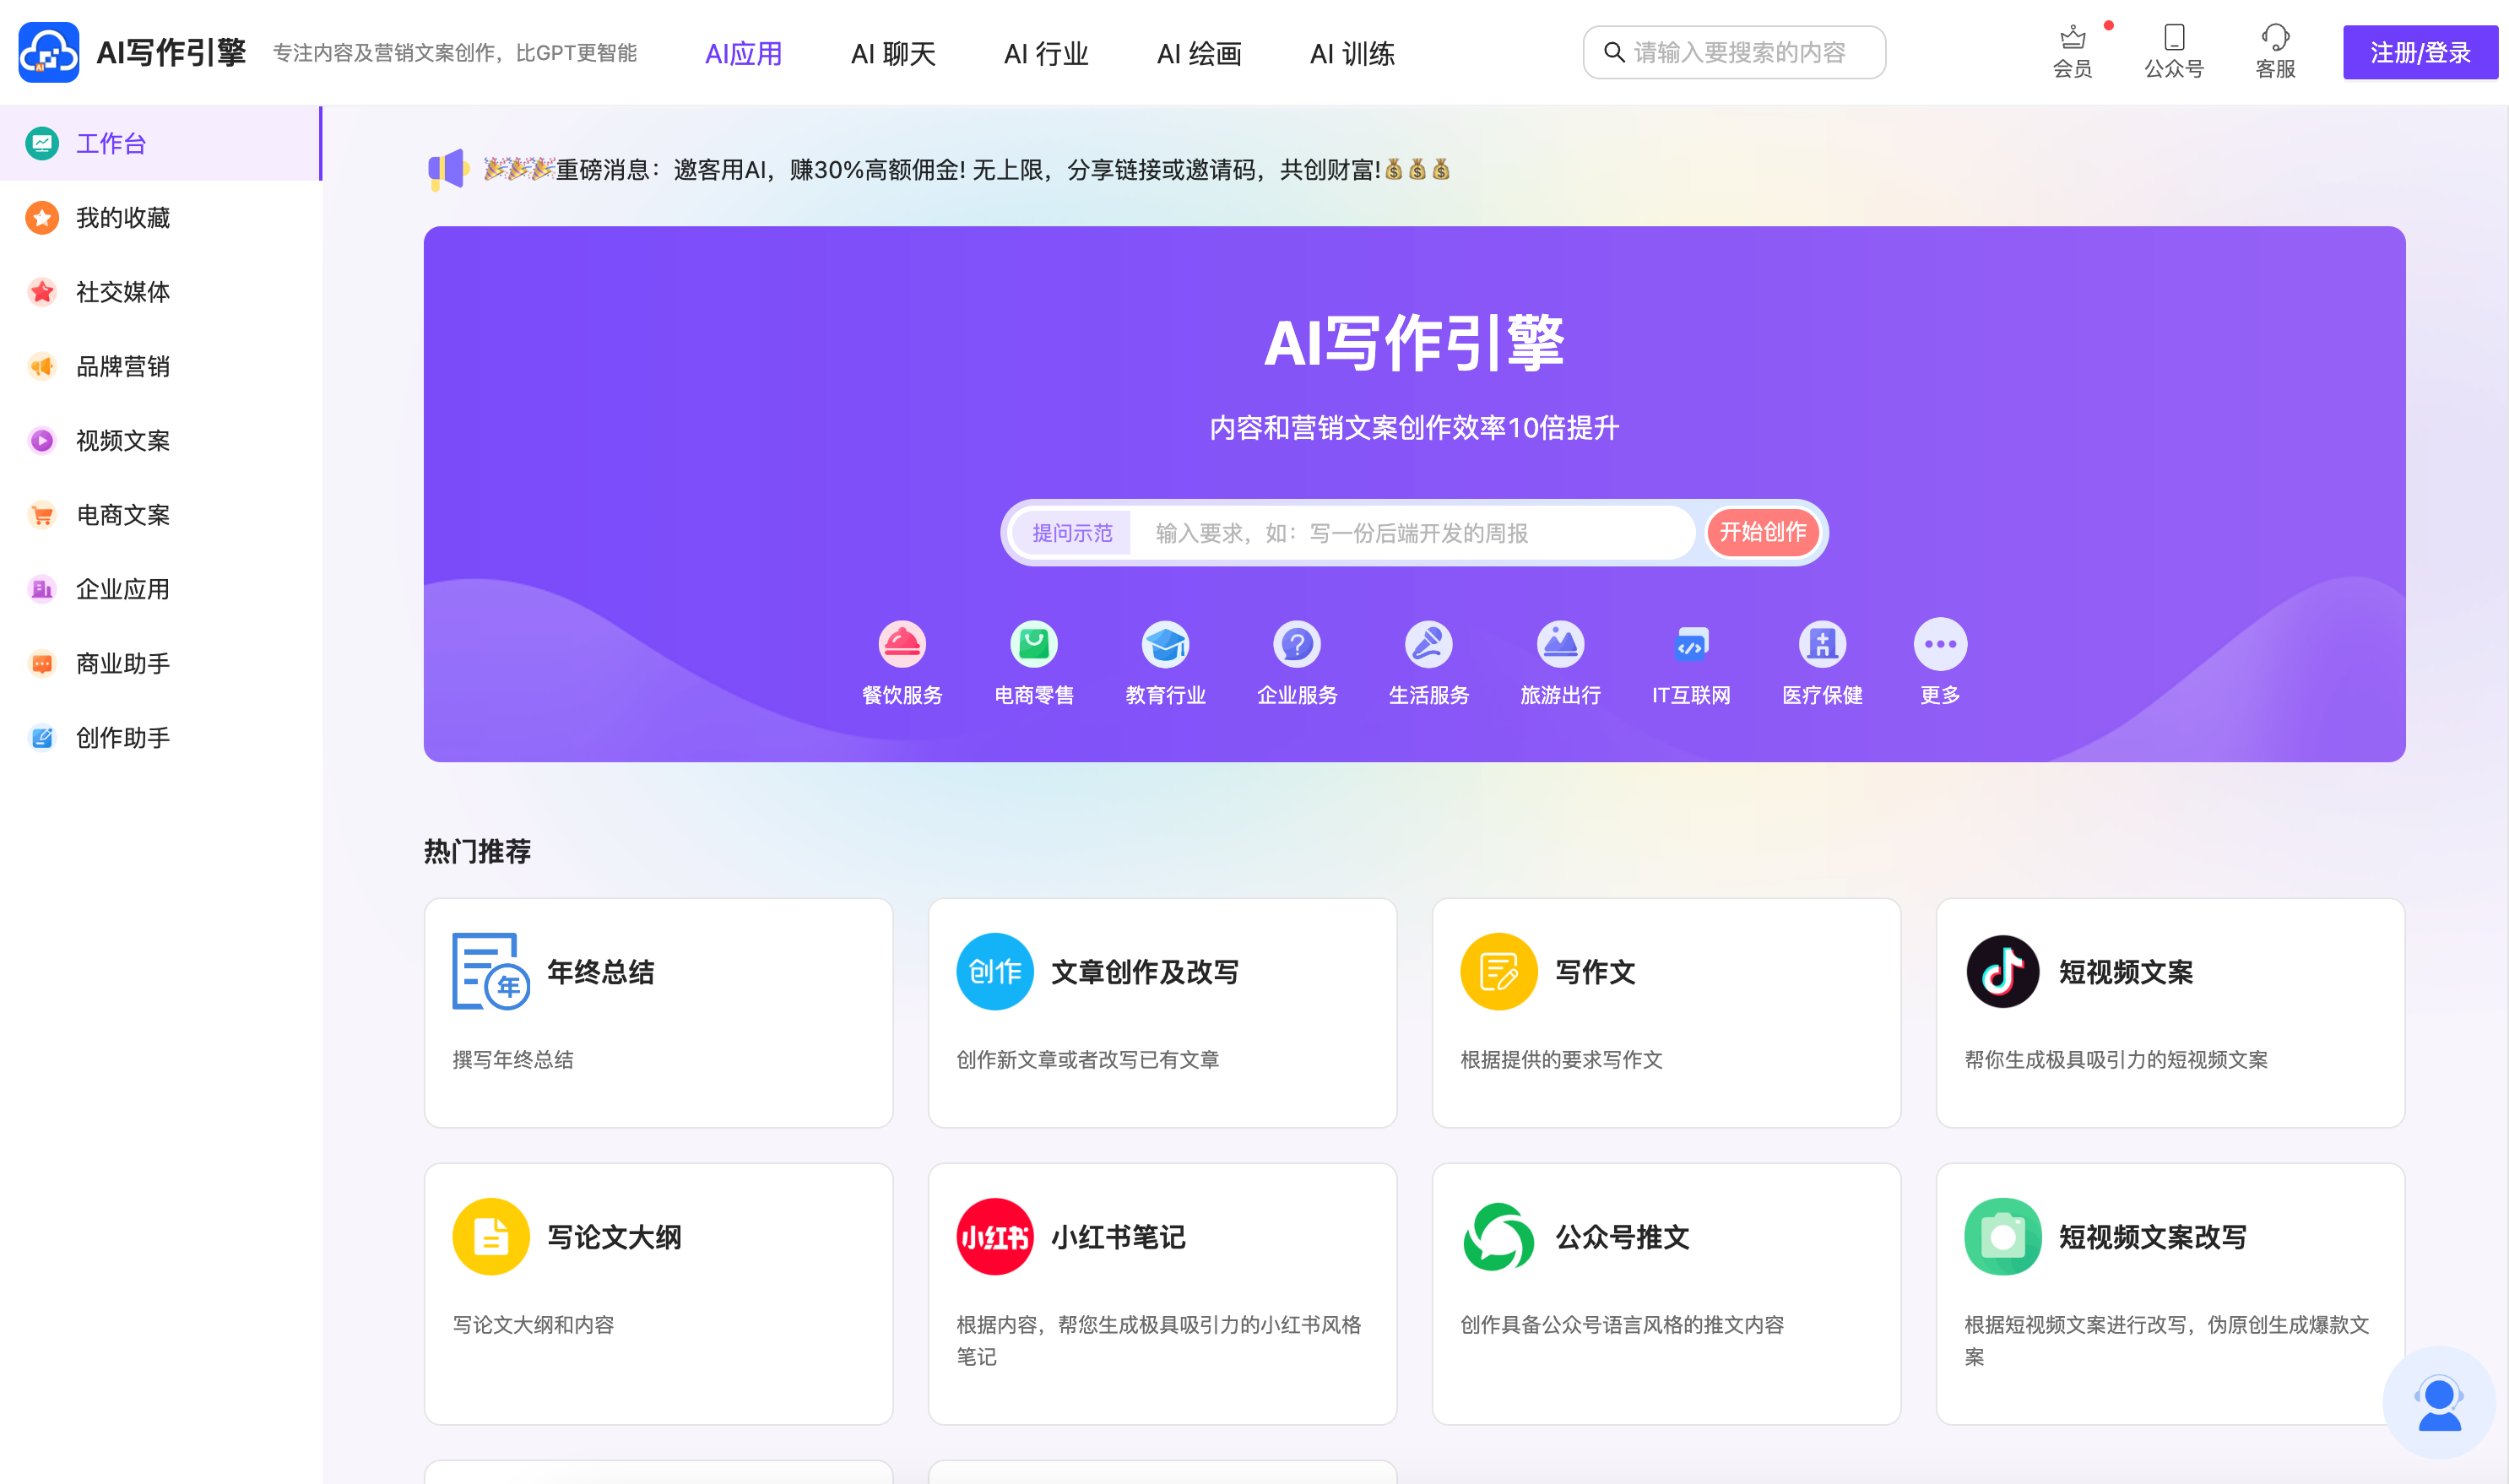 AI写作引擎
专注内容及营销文案创作，比GPT更智能
AI应用
AI 聊天
AI 行业
AI 绘画
AI 训练
请输入要搜索的内容
会员
公众号
客服
注册/登录
工作台
我的收藏
社交媒体
品牌营销
视频文案
电商文案
企业应用
商业助手
创作助手
🎉🎉🎉重磅消息：邀客用AI，赚30%高额佣金! 无上限，分享链接或邀请码，共创财富!💰💰💰
AI写作引擎
内容和营销文案创作效率10倍提升
提问示范
输入要求，如：写一份后端开发的周报
开始创作
餐饮服务
电商零售
教育行业
企业服务
生活服务
旅游出行
IT互联网
医疗保健
更多
热门推荐
年
年终总结
撰写年终总结
创作
文章创作及改写
创作新文章或者改写已有文章
写作文
根据提供的要求写作文
短视频文案
帮你生成极具吸引力的短视频文案
写论文大纲
写论文大纲和内容
小红书
小红书笔记
根据内容，帮您生成极具吸引力的小红书风格
笔记
公众号推文
创作具备公众号语言风格的推文内容
短视频文案改写
根据短视频文案进行改写，伪原创生成爆款文
案